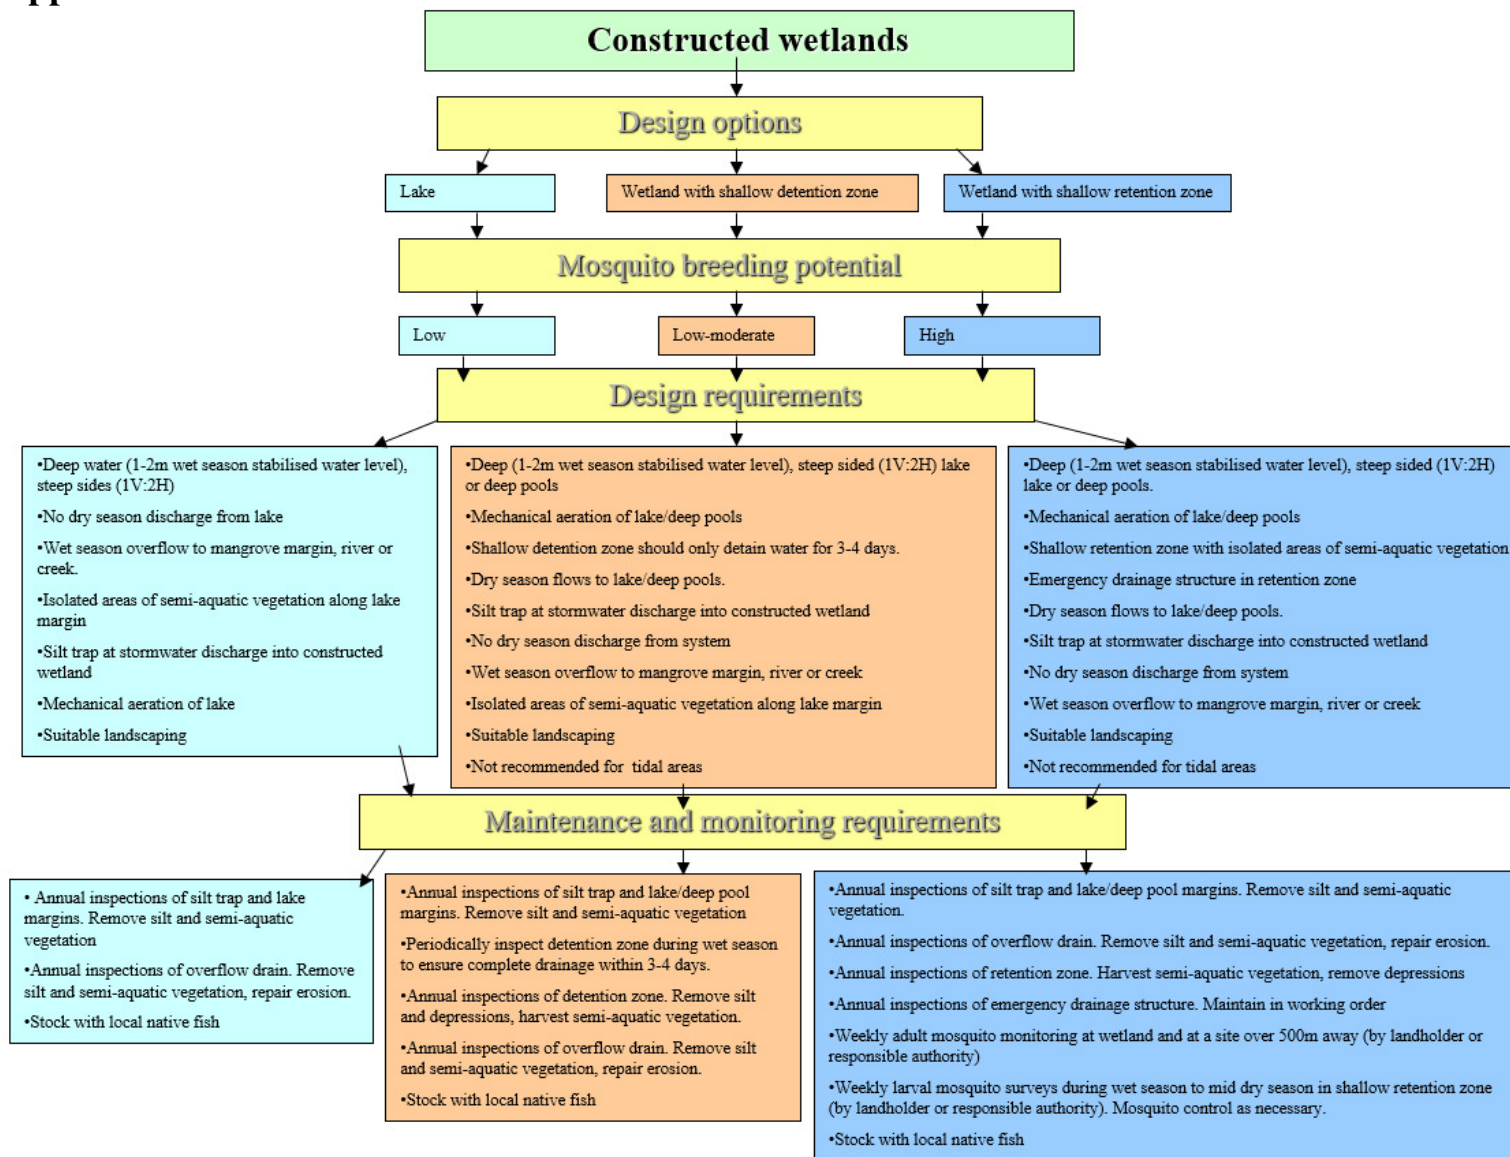 Constructed wetlands
Design options
Lake
Wetland with shallow detention zone
Wetland with shallow retention zone
Mosquito breeding potential
Low
Low-moderate
High
Design requirements
•Deep water (1-2m wet season stabilised water level),
steep sides (1V:2H)
•No dry season discharge from lake
•Wet season overflow to mangrove margin, river or
creek.
•Isolated areas of semi-aquatic vegetation along lake
margin
•Silt trap at stormwater discharge into constructed
wetland
•Mechanical aeration of lake
•Suitable landscaping
•Deep (1-2m wet season stabilised water level), steep sided (1V:2H) lake
or deep pools
•Mechanical aeration of lake/deep pools
•Shallow detention zone should only detain water for 3-4 days.
•Dry season flows to lake/deep pools.
•Silt trap at stormwater discharge into constructed wetland
•No dry season discharge from system
•Wet season overflow to mangrove margin, river or creek
•Isolated areas of semi-aquatic vegetation along lake margin
•Suitable landscaping
•Not recommended for tidal areas
•Deep (1-2m wet season stabilised water level), steep sided (1V:2H)
lake or deep pools.
•Mechanical aeration of lake/deep pools
•Shallow retention zone with isolated areas of semi-aquatic vegetation
•Emergency drainage structure in retention zone
•Dry season flows to lake/deep pools.
•Silt trap at stormwater discharge into constructed wetland
•No dry season discharge from system
•Wet season overflow to mangrove margin, river or creek
•Suitable landscaping
•Not recommended for tidal areas
Maintenance and monitoring requirements
• Annual inspections of silt trap and lake
margins. Remove silt and semi-aquatic
vegetation
•Annual inspections of overflow drain. Remove
silt and semi-aquatic vegetation, repair erosion.
•Stock with local native fish
•Annual inspections of silt trap and lake/deep pool
margins. Remove silt and semi-aquatic vegetation
•Periodically inspect detention zone during wet season
to ensure complete drainage within 3-4 days.
•Annual inspections of detention zone. Remove silt
and depressions, harvest semi-aquatic vegetation.
•Annual inspections of overflow drain. Remove silt
and semi-aquatic vegetation, repair erosion.
•Stock with local native fish
•Annual inspections of silt trap and lake/deep pool margins. Remove silt and semi-aquatic
vegetation.
•Annual inspections of overflow drain. Remove silt and semi-aquatic vegetation, repair erosion.
•Annual inspections of retention zone. Harvest semi-aquatic vegetation, remove depressions
•Annual inspections of emergency drainage structure. Maintain in working order
•Weekly adult mosquito monitoring at wetland and at a site over 500m away (by landholder or
responsible authority)
•Weekly larval mosquito surveys during wet season to mid dry season in shallow retention zone
(by landholder or responsible authority). Mosquito control as necessary.
•Stock with local native fish